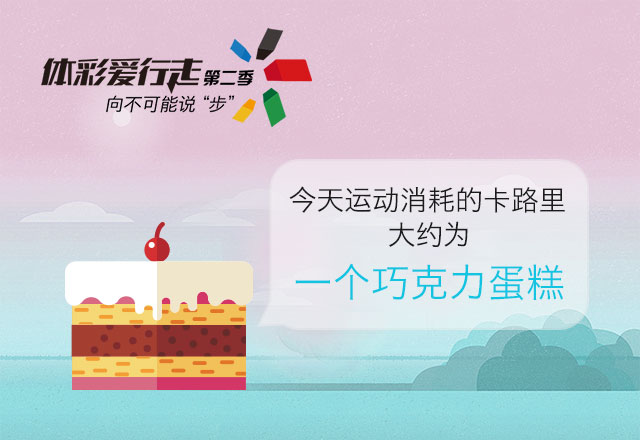 体彩爱行走第二季
向不可能说“步”
今天运动消耗的卡路里
大约为
一个巧克力蛋糕